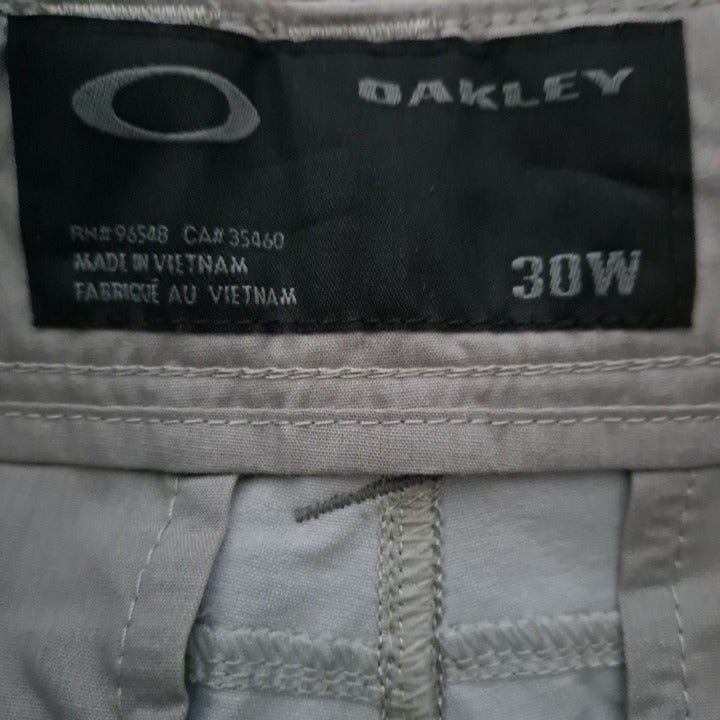 OAKLEY
RN# 96548 CA# 35460
MADE IN VIETNAM
FABRIQUÉ AU VIETNAM
30W